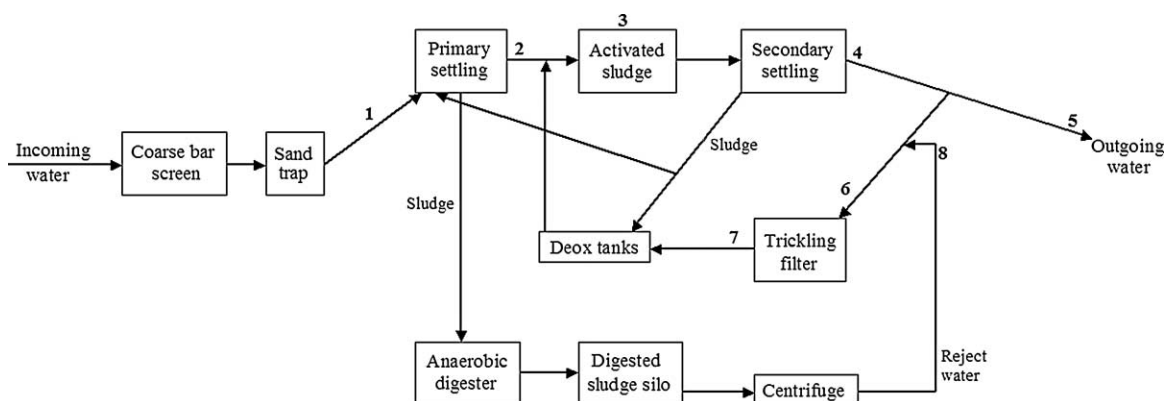 3
Primary
settling
2
Activated
sludge
Secondary
settling
4
1
5
Incoming
water
Coarse bar
screen
Sand
trap
Sludge
Outgoing
water
8
Sludge
6
Deox tanks
7
Trickling
filter
Anaerobic
digester
Digested
sludge silo
Centrifuge
Reject
water